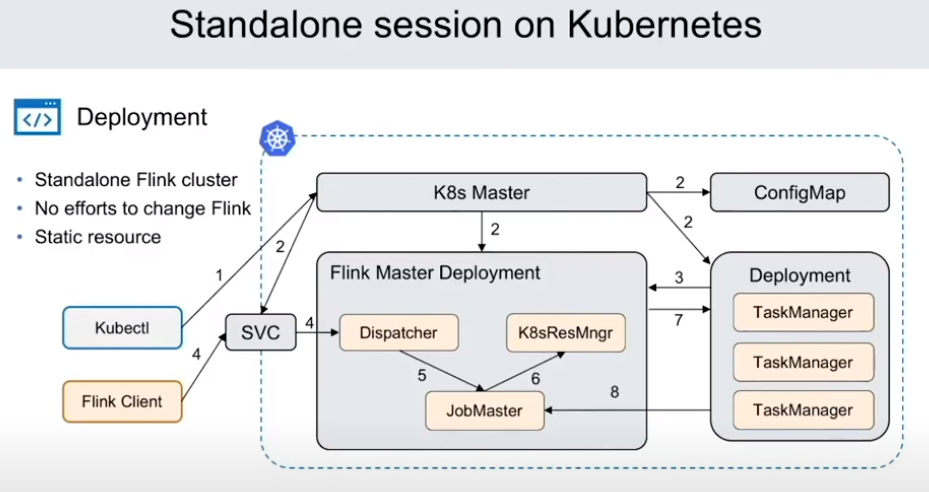 Standalone session on Kubernetes
</>
Deployment
• Standalone Flink cluster
• No efforts to change Flink
• Static resource
K8s Master
2
ConfigMap
2
2
2
1
Flink Master Deployment
Deployment
3
7
TaskManager
TaskManager
TaskManager
Kubectl
SVC
4
Dispatcher
K8sResMngr
4
5
6
8
Flink Client
JobMaster